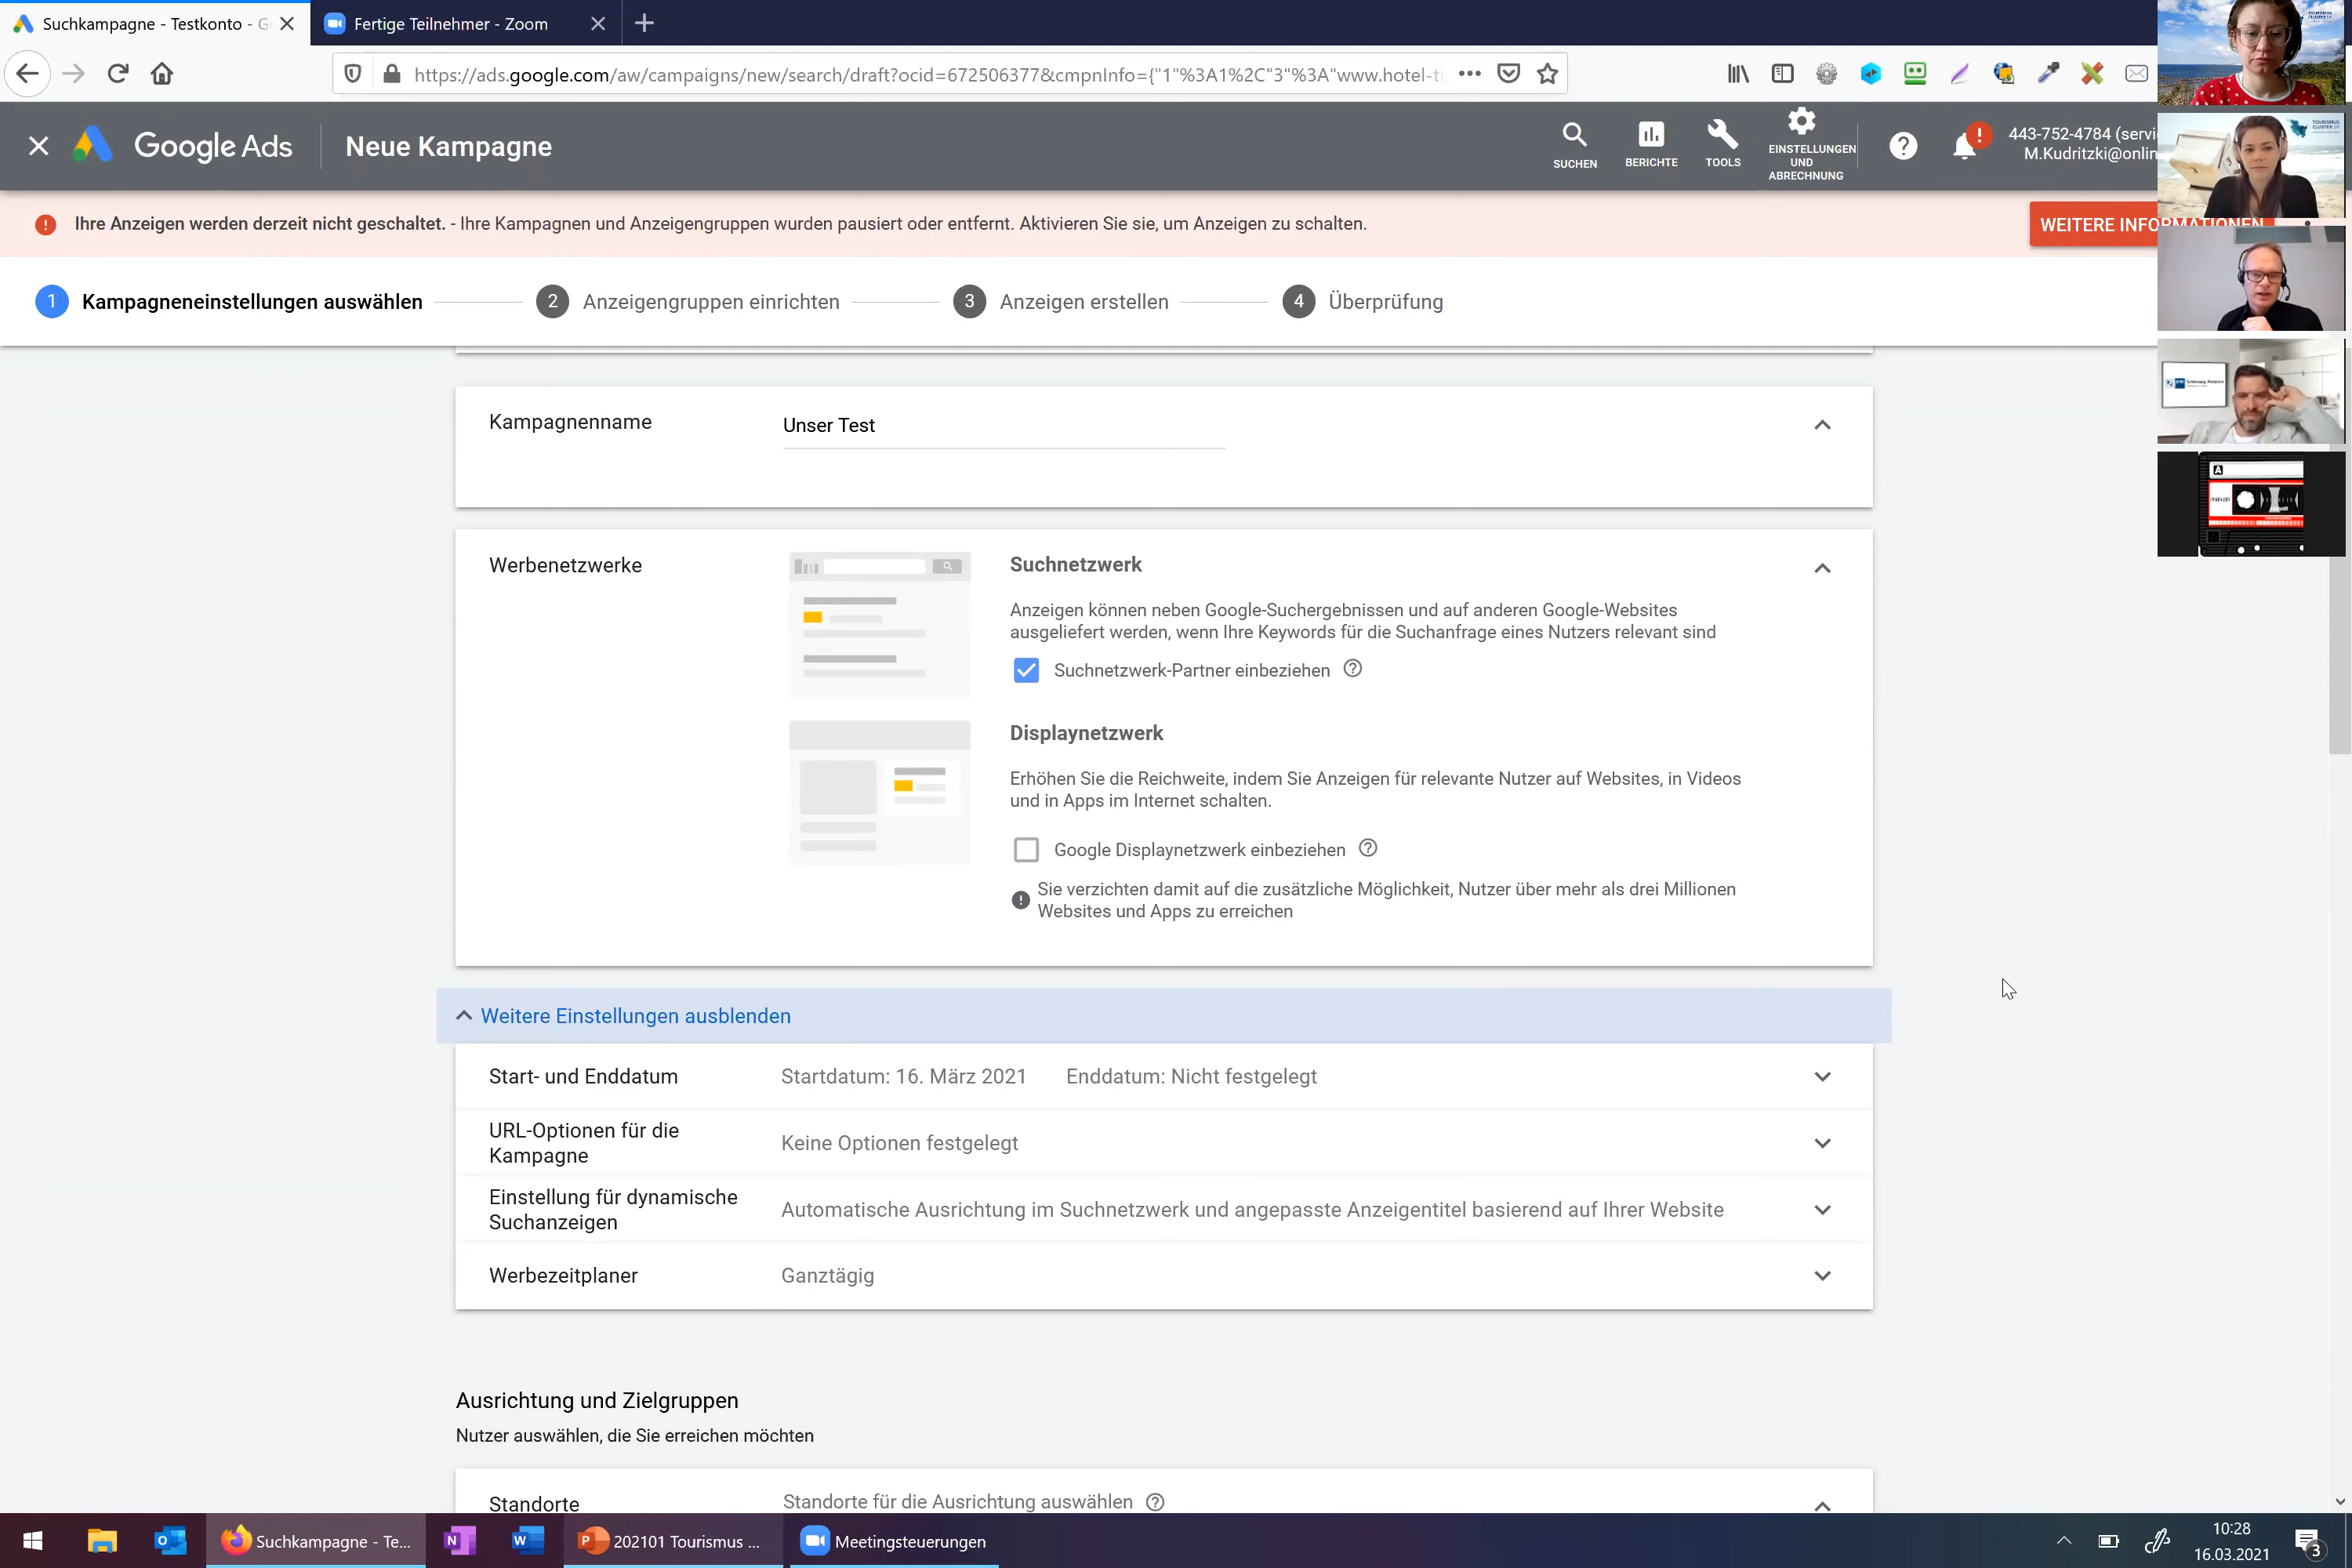 Suchkampagne - Testkonto - G
Fertige Teilnehmer - Zoom
https://ads.google.com/aw/campaigns/new/search/draft?ocid=672506377&cmpnInfo={"1"%3A1%2C"3"%3A"www.hotel-ti
Google Ads
Neue Kampagne
SUCHEN
BERICHTE
TOOLS
EINSTELLUNGEN
UND
ABRECHNUNG
443-752-4784 (servi
M.Kudritzki@onlin
Ihre Anzeigen werden derzeit nicht geschaltet. - Ihre Kampagnen und Anzeigengruppen wurden pausiert oder entfernt. Aktivieren Sie sie, um Anzeigen zu schalten.
WEITERE INFORMATIONEN
1 Kampagneneinstellungen auswählen
2 Anzeigengruppen einrichten
3 Anzeigen erstellen
4 Überprüfung
Kampagnenname
Unser Test
Werbenetzwerke
Suchnetzwerk
Anzeigen können neben Google-Suchergebnissen und auf anderen Google-Websites
ausgeliefert werden, wenn Ihre Keywords für die Suchanfrage eines Nutzers relevant sind
Suchnetzwerk-Partner einbeziehen
Displaynetzwerk
Erhöhen Sie die Reichweite, indem Sie Anzeigen für relevante Nutzer auf Websites, in Videos
und in Apps im Internet schalten.
Google Displaynetzwerk einbeziehen
Sie verzichten damit auf die zusätzliche Möglichkeit, Nutzer über mehr als drei Millionen
Websites und Apps zu erreichen
Weitere Einstellungen ausblenden
Start- und Enddatum
Startdatum: 16. März 2021 Enddatum: Nicht festgelegt
URL-Optionen für die
Kampagne
Keine Optionen festgelegt
Einstellung für dynamische
Suchanzeigen
Automatische Ausrichtung im Suchnetzwerk und angepasste Anzeigentitel basierend auf Ihrer Website
Werbezeitplaner
Ganztägig
Ausrichtung und Zielgruppen
Nutzer auswählen, die Sie erreichen möchten
Standorte
Standorte für die Ausrichtung auswählen
TOURISMUS
CLUSTER
Schleswig-Holstein
A
maxell
Suchkampagne - Te...
202101 Tourismus ...
Meetingsteuerungen
10:28
16.03.2021
3